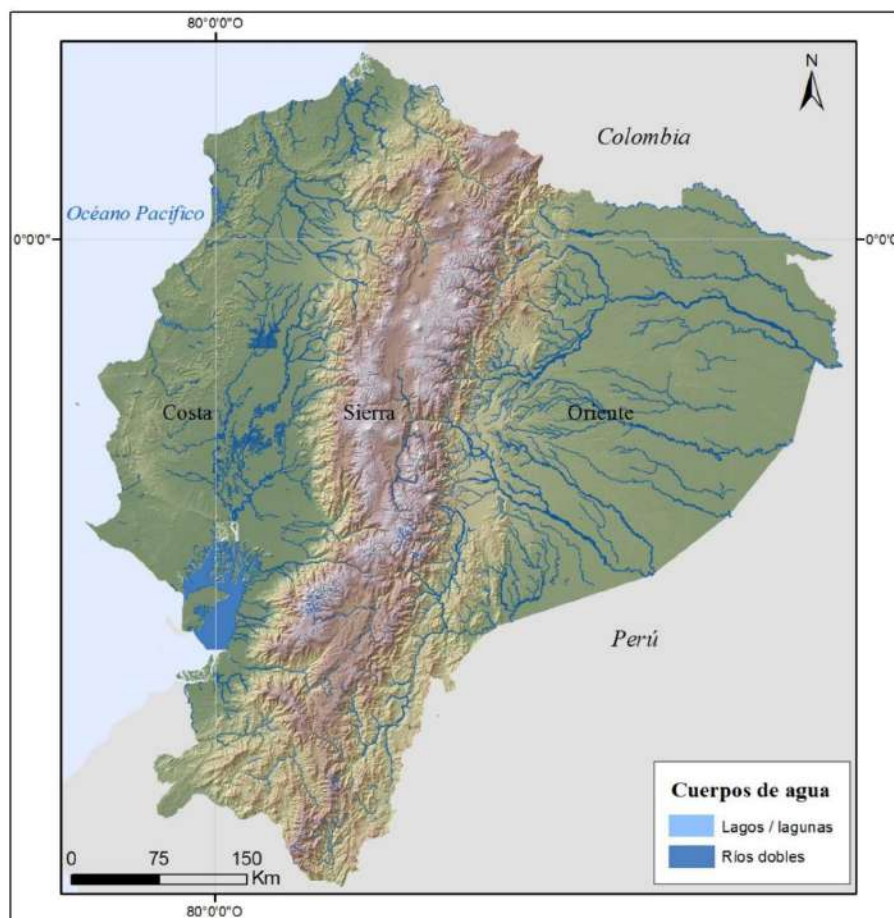 80°0'0"O
N
Colombia
Océano Pacífico
0°0'0"
0°0'0"
Costa
Sierra
Oriente
Perú
Cuerpos de agua
Lagos / lagunas
Ríos dobles
0 75 150
Km
80°0'0"O